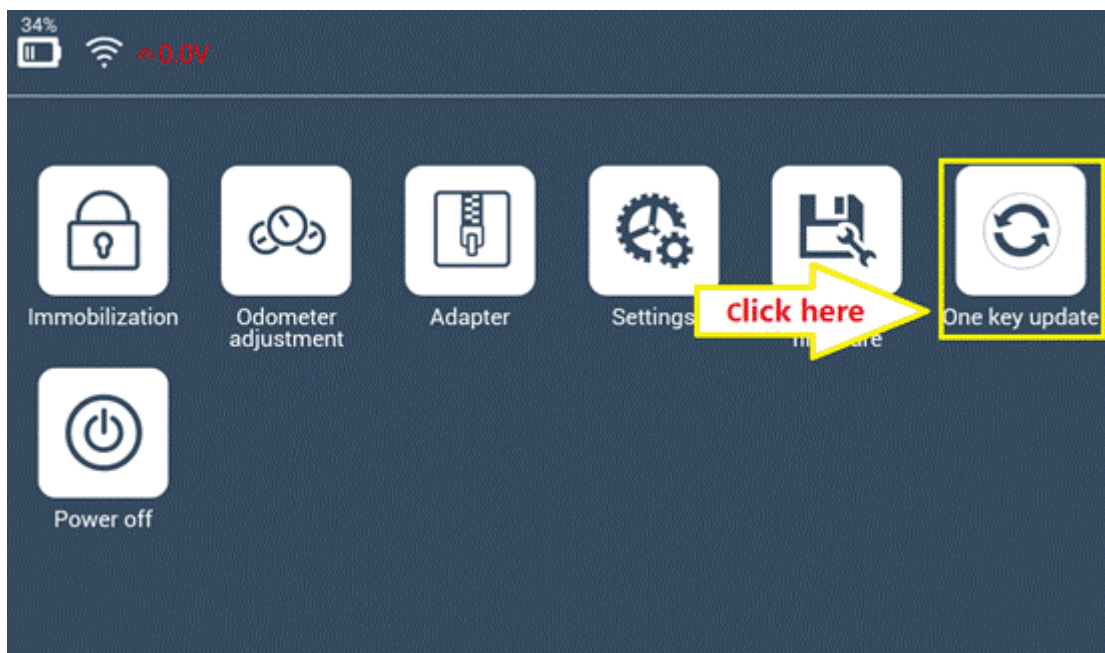 34%
0.0V
Immobilization
Odometer
adjustment
Adapter
Settings
Click here
One key update
Power off